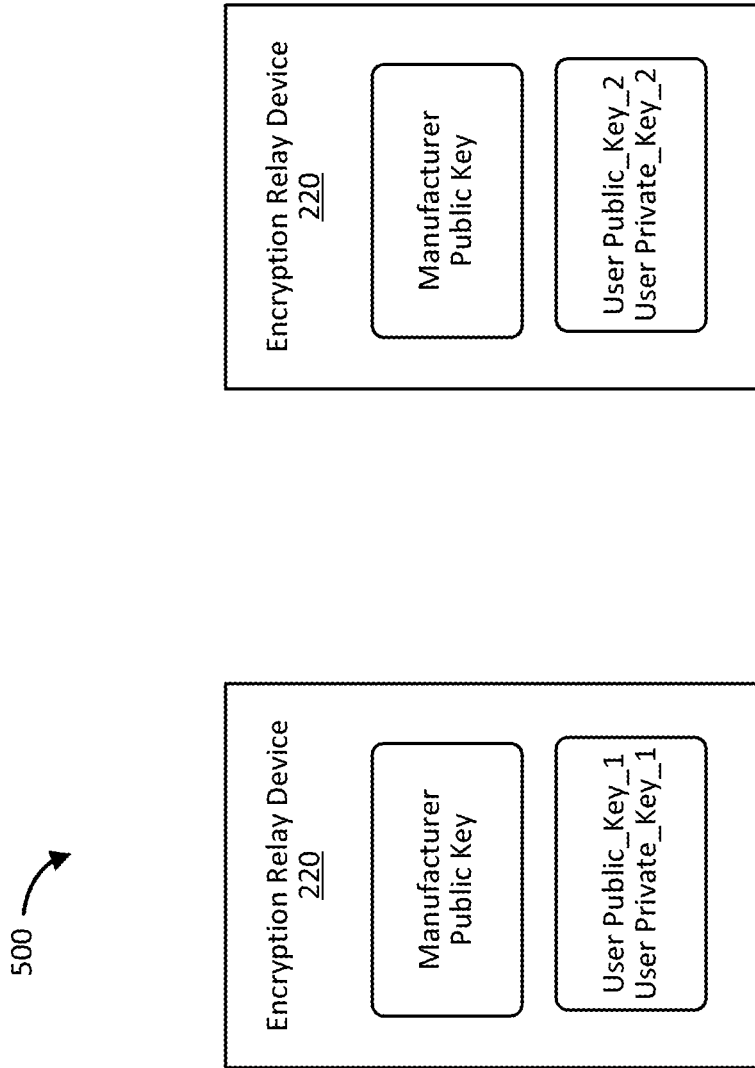 500
Encryption Relay Device
220
Manufacturer
Public Key
User Public_Key_1
User Private_Key_1
Encryption Relay Device
220
Manufacturer
Public Key
User Public_Key_2
User Private_Key_2